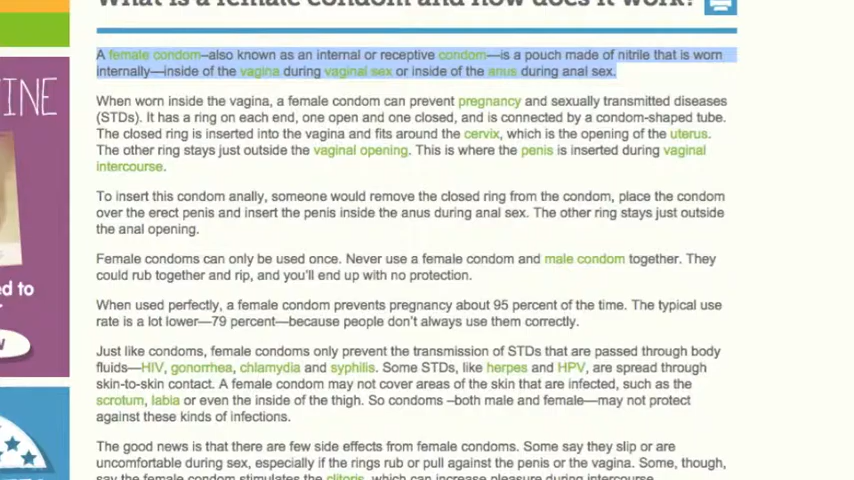 What is a female condom and how does it work?
A female condom–also known as an internal or receptive condom—is a pouch made of nitrile that is worn
internally—inside of the vagina during vaginal sex or inside of the anus during anal sex.
INE
When worn inside the vagina, a female condom can prevent pregnancy and sexually transmitted diseases
(STDs). It has a ring on each end, one open and one closed, and is connected by a condom-shaped tube.
The closed ring is inserted into the vagina and fits around the cervix, which is the opening of the uterus.
The other ring stays just outside the vaginal opening. This is where the penis is inserted during vaginal
intercourse.
To insert this condom anally, someone would remove the closed ring from the condom, place the condom
over the erect penis and insert the penis inside the anus during anal sex. The other ring stays just outside
the anal opening.
Female condoms can only be used once. Never use a female condom and male condom together. They
could rub together and rip, and you'll end up with no protection.
ed to
When used perfectly, a female condom prevents pregnancy about 95 percent of the time. The typical use
rate is a lot lower—79 percent—because people don't always use them correctly.
W
Just like condoms, female condoms only prevent the transmission of STDs that are passed through body
fluids—HIV, gonorrhea, chlamydia and syphilis. Some STDs, like herpes and HPV, are spread through
skin-to-skin contact. A female condom may not cover areas of the skin that are infected, such as the
scrotum, labia or even the inside of the thigh. So condoms –both male and female—may not protect
against these kinds of infections.
The good news is that there are few side effects from female condoms. Some say they slip or are
uncomfortable during sex, especially if the rings rub or pull against the penis or the vagina. Some, though,
say the female condom stimulates the clitoris, which can increase pleasure during intercourse.